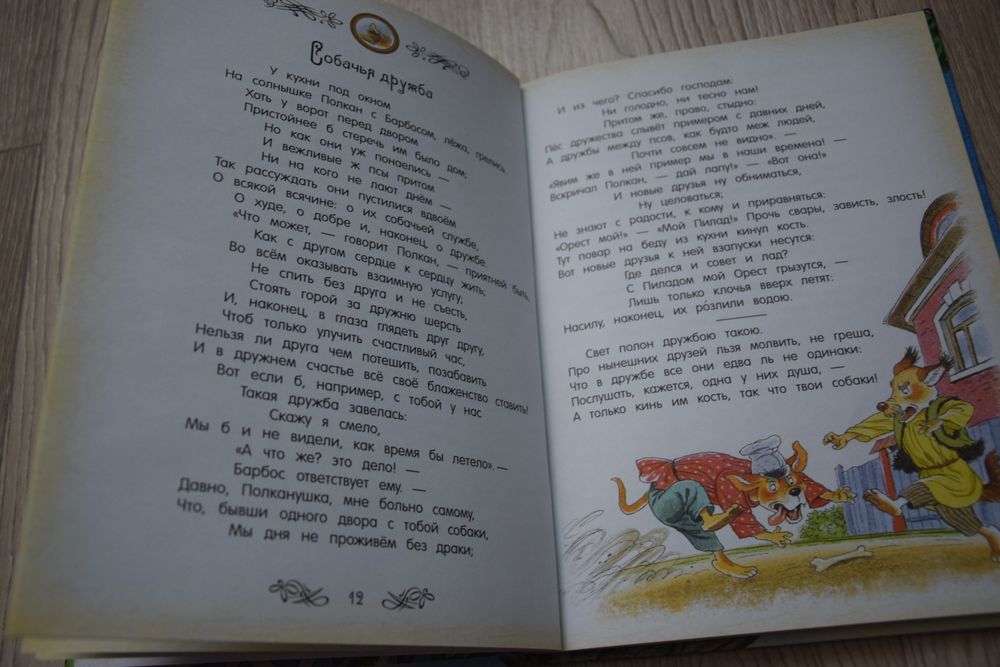 Собачья дружба
У кухни под окном
На солнышке Полкан с Барбосом, лёжа, грелись.
Хоть у ворот перед двором
Пристойнее б стеречь им было дом;
Но как они уж понаелись —
И вежливые ж псы притом
Ни на кого не лают днём —
Так рассуждать они пустилися вдвоём
О всякой всячине: о их собачьей службе,
О худе, о добре и, наконец, о дружбе.
«Что может, — говорит Полкан, — приятней быть,
Как с другом сердце к сердцу жить;
Во всём оказывать взаимную услугу;
Не спить без друга и не съесть,
Стоять горой за дружню шерсть
И, наконец, в глаза глядеть друг другу,
Чтоб только улучить счастливый час,
Нельзя ли друга чем потешить, позабавить
И в дружнем счастье всё своё блаженство ставить!
Вот если б, например, с тобой у нас
Такая дружба завелась:
Скажу я смело,
Мы б и не видели, как время бы летело». —
«А что же? это дело! —
Барбос ответствует ему. —
Давно, Полканушка, мне больно самому,
Что, бывши одного двора с тобой собаки,
Мы дня не проживём без драки;
12
И из чего? Спасибо господам:
Ни голодно, ни тесно нам!
Притом же, право, стыдно:
Пёс дружества слывёт примером с давних дней,
А дружбы между псов, как будто меж людей,
Почти совсем не видно». —
«Явим же в ней пример мы в наши времена! —
Вскричал Полкан, — дай лапу!» — «Вот она!»
И новые друзья ну обниматься,
Ну целоваться;
Не знают с радости, к кому и приравняться:
«Орест мой!» — «Мой Пилад!» Прочь свары, зависть, злость!
Тут повар на беду из кухни кинул кость.
Вот новые друзья к ней взапуски несутся:
Где делся и совет и лад?
С Пиладом мой Орест грызутся, —
Лишь только клочья вверх летят:
Насилу, наконец, их ро́злили водою.
Свет полон дружбою такою.
Про нынешних друзей льзя молвить, не греша,
Что в дружбе все они едва ль не одинаки:
Послушать, кажется, одна у них душа, —
А только кинь им кость, так что твои собаки!